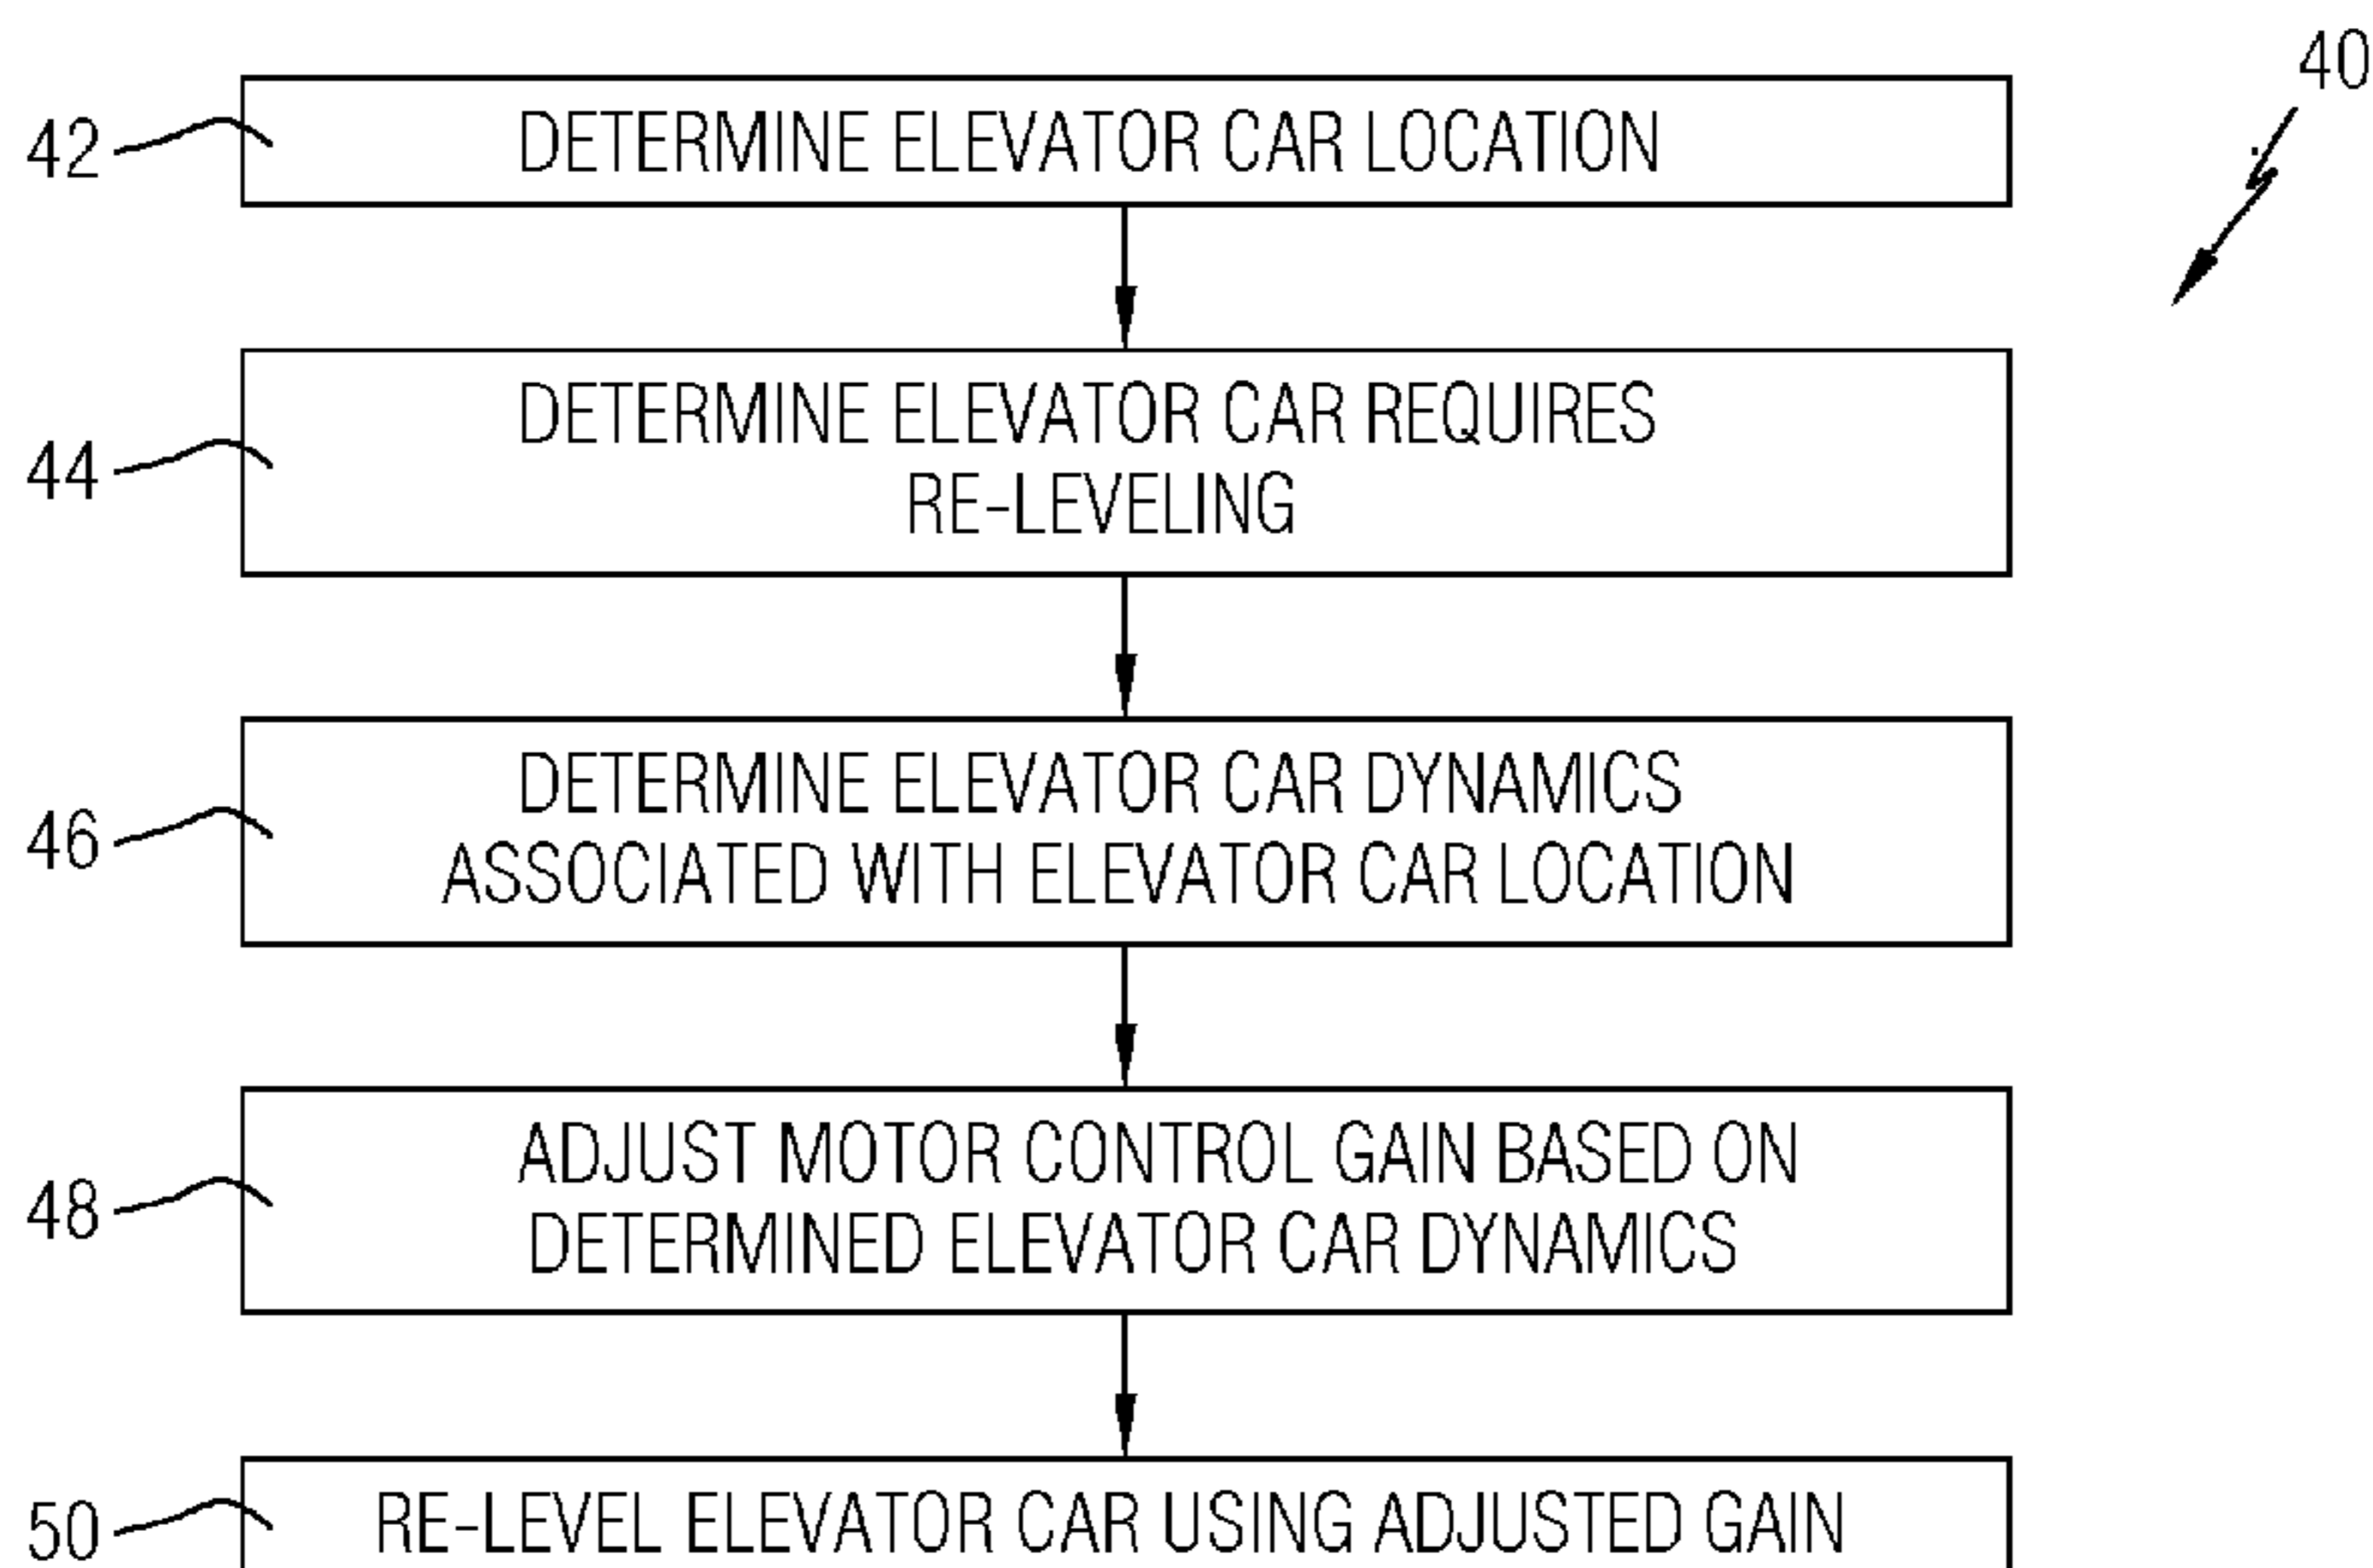 40
42
DETERMINE ELEVATOR CAR LOCATION
44
DETERMINE ELEVATOR CAR REQUIRES
RE-LEVELING
46
DETERMINE ELEVATOR CAR DYNAMICS
ASSOCIATED WITH ELEVATOR CAR LOCATION
48
ADJUST MOTOR CONTROL GAIN BASED ON
DETERMINED ELEVATOR CAR DYNAMICS
50
RE-LEVEL ELEVATOR CAR USING ADJUSTED GAIN